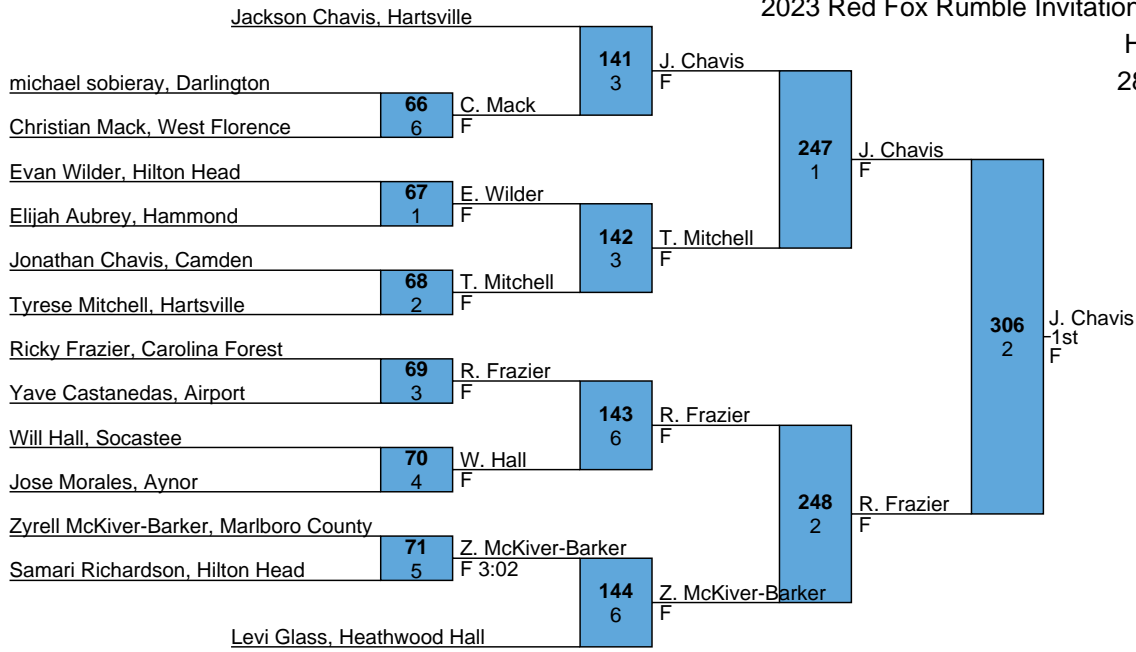 2023 Red Fox Rumble Invitation
H
28
Jackson Chavis, Hartsville
141
3
J. Chavis
F
michael sobieray, Darlington
66
6
C. Mack
F
Christian Mack, West Florence
247
1
J. Chavis
F
Evan Wilder, Hilton Head
67
1
E. Wilder
F
Elijah Aubrey, Hammond
142
3
T. Mitchell
F
Jonathan Chavis, Camden
68
2
T. Mitchell
F
Tyrese Mitchell, Hartsville
306
2
J. Chavis
1st
F
Ricky Frazier, Carolina Forest
69
3
R. Frazier
F
Yave Castanedas, Airport
143
6
R. Frazier
F
Will Hall, Socastee
70
4
W. Hall
F
Jose Morales, Aynor
248
2
R. Frazier
F
Zyrell McKiver-Barker, Marlboro County
71
5
Z. McKiver-Barker
F 3:02
Samari Richardson, Hilton Head
144
6
Z. McKiver-Barker
F
Levi Glass, Heathwood Hall